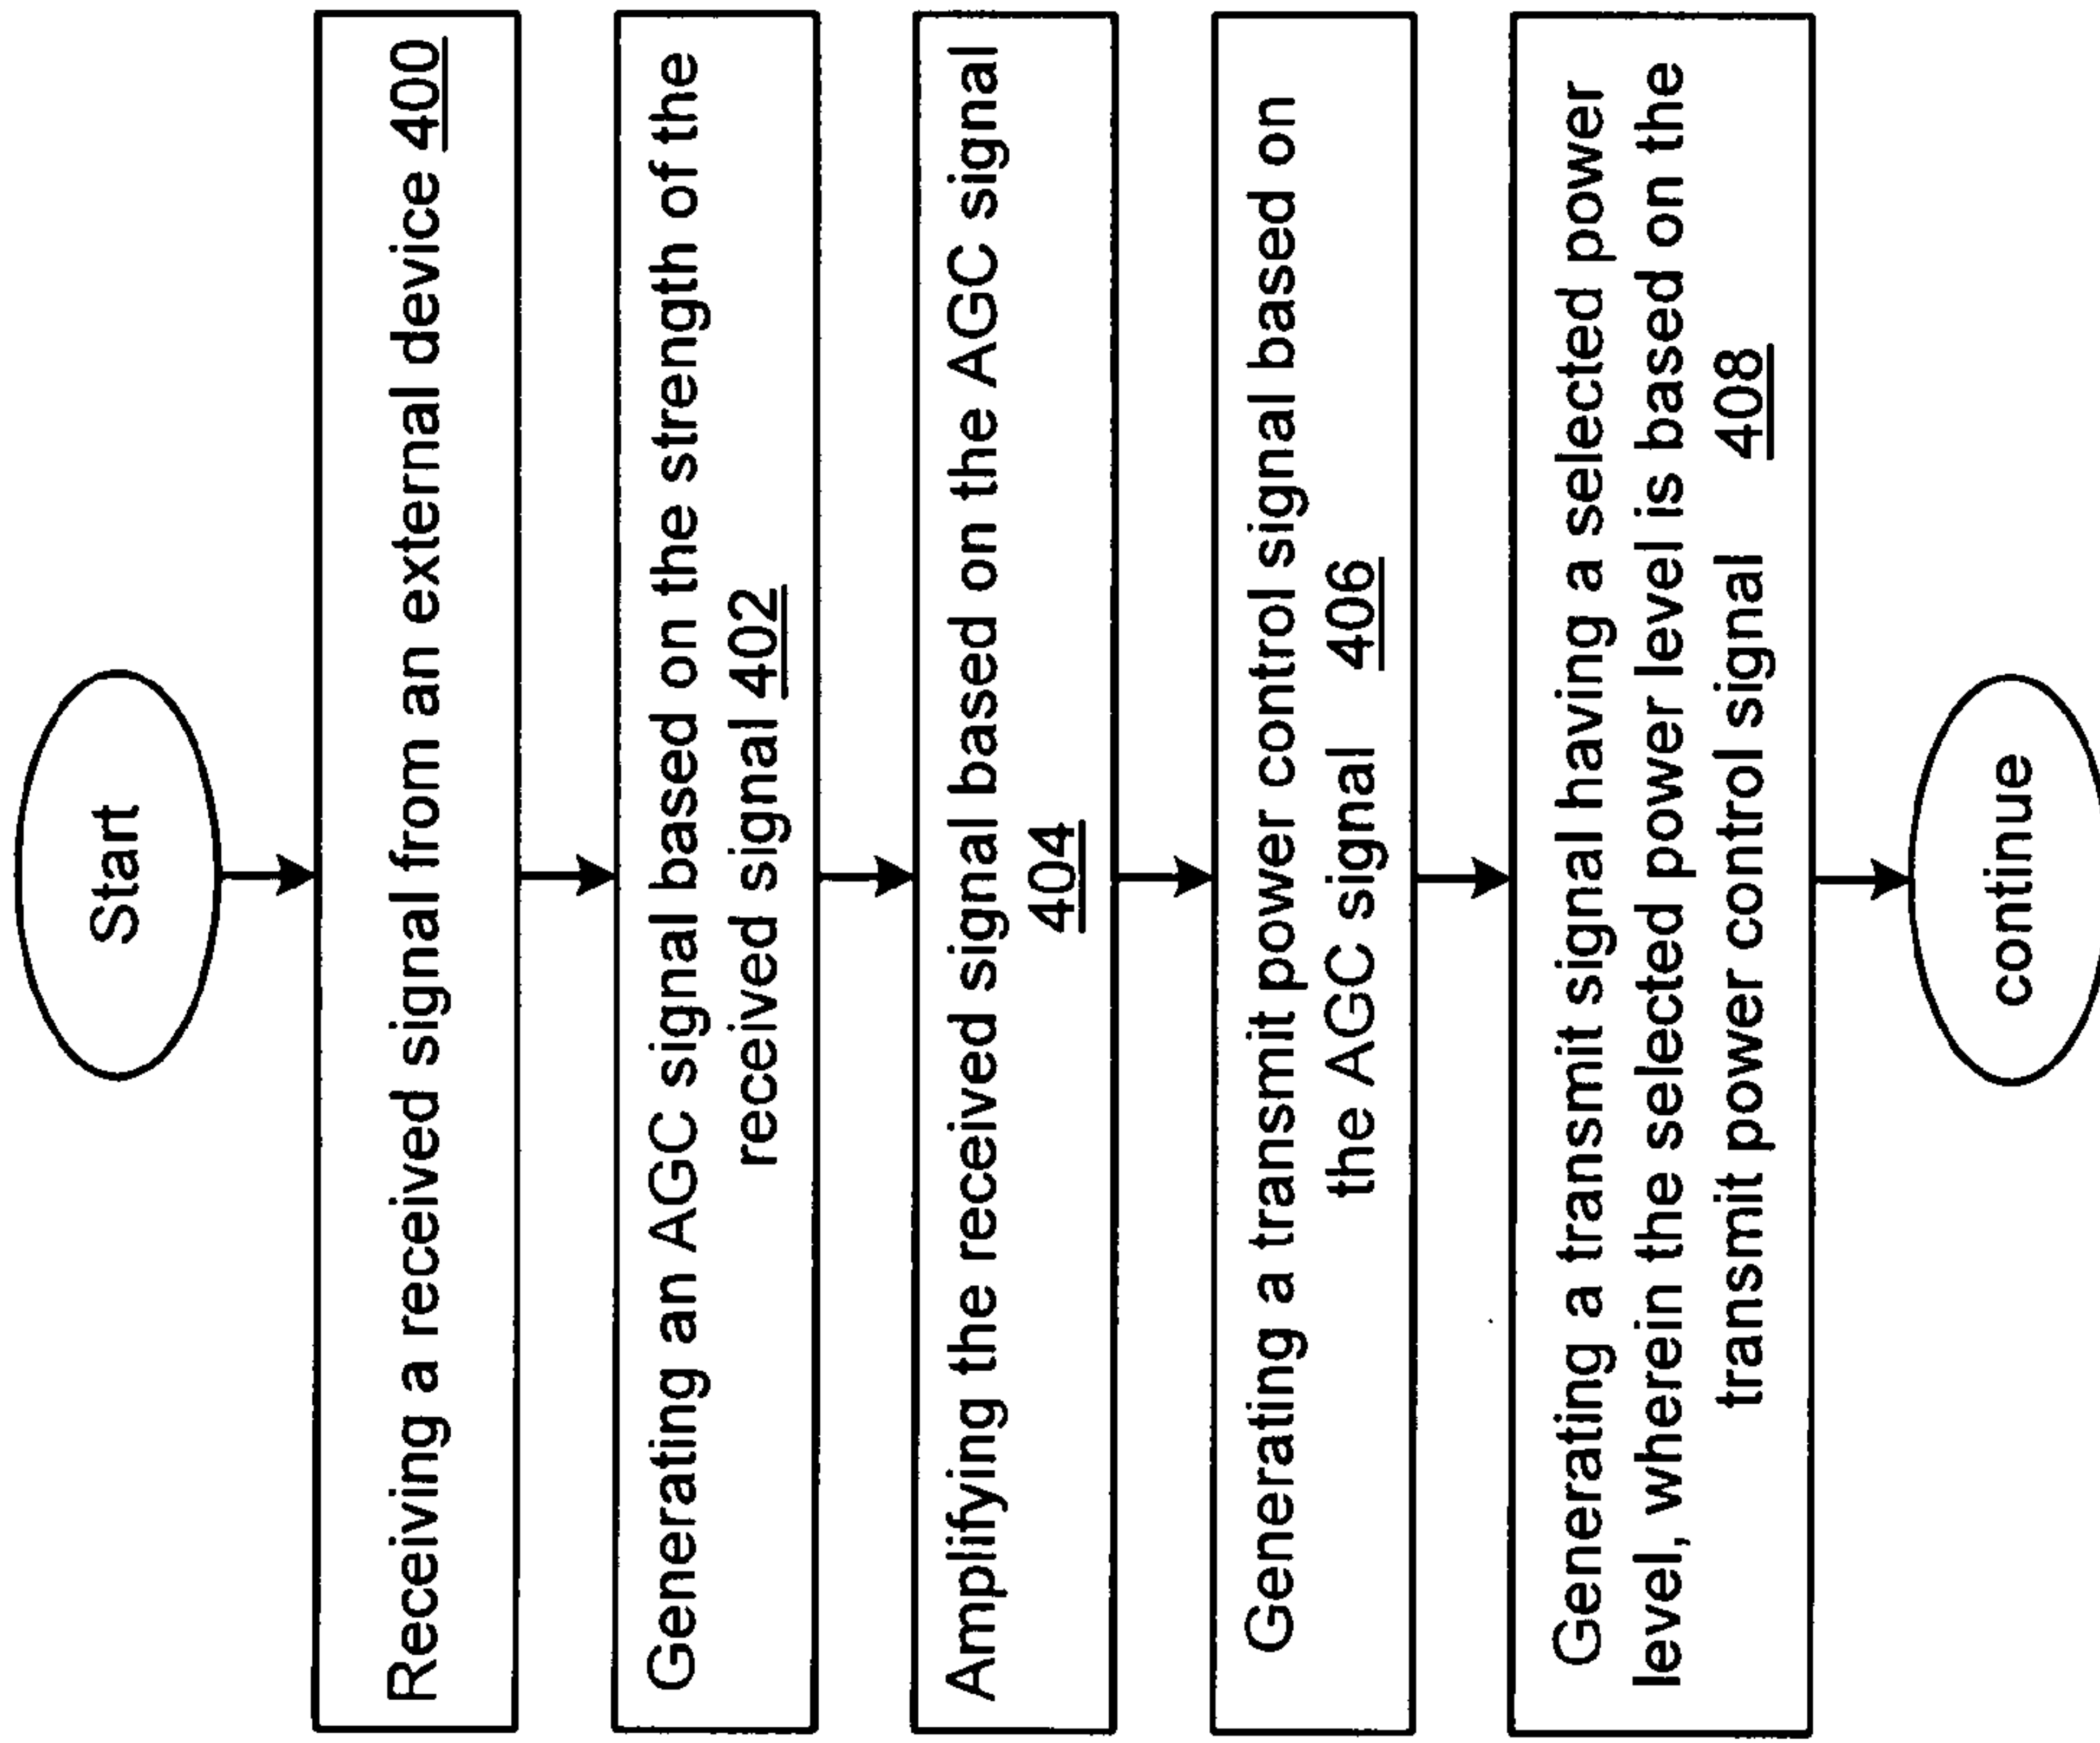 Start
Receiving a received signal from an external device 400
Generating an AGC signal based on the strength of the
received signal 402
Amplifying the received signal based on the AGC signal
404
Generating a transmit power control signal based on
the AGC signal 406
Generating a transmit signal having a selected power
level, wherein the selected power level is based on the
transmit power control signal 408
continue